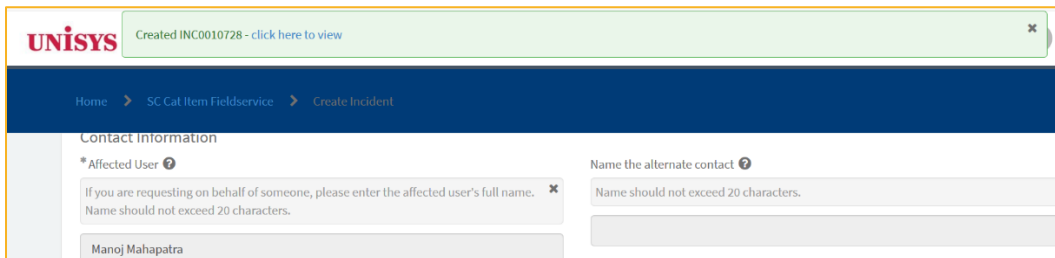 UNISYS
Created INC0010728 - click here to view
Home > SC Cat Item Fieldservice > Create Incident
Contact Information
* Affected User
If you are requesting on behalf of someone, please enter the affected user's full name.
Name should not exceed 20 characters.
Manoj Mahapatra
Name the alternate contact
Name should not exceed 20 characters.